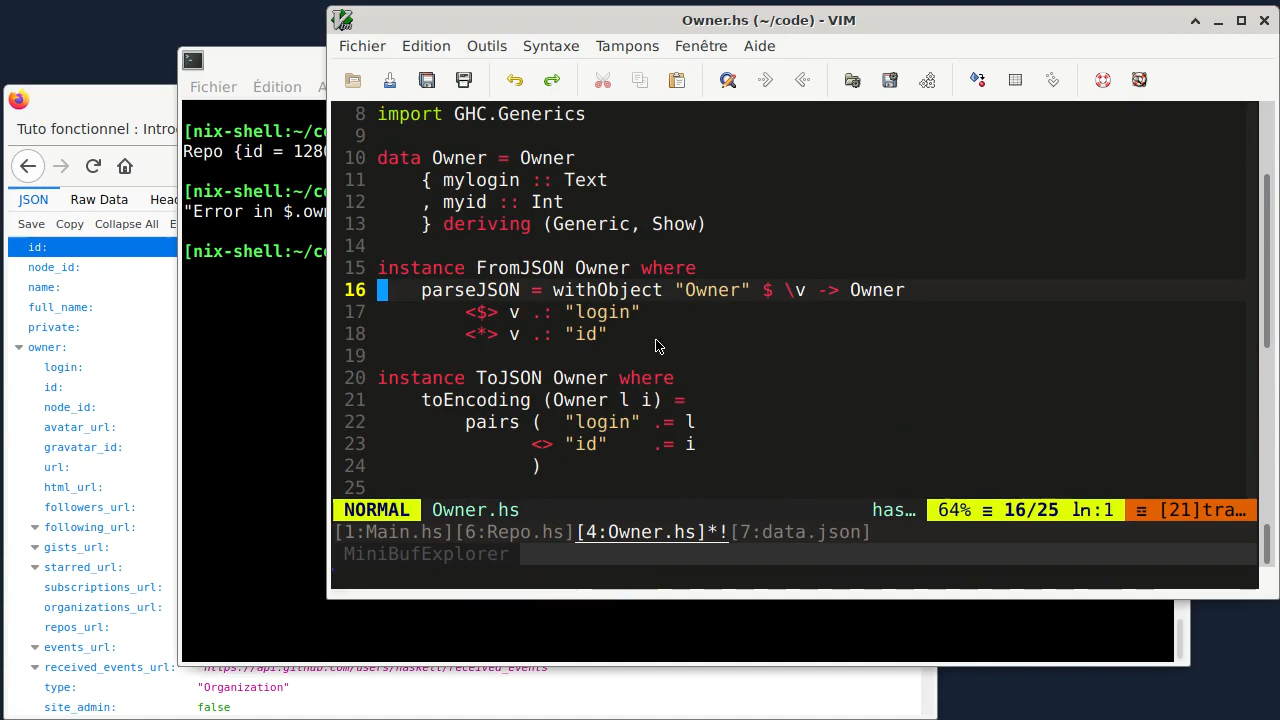 Owner.hs (~/code) - VIM
Fichier Edition Outils Syntaxe Tampons Fenêtre Aide
8 import GHC.Generics
9
10 data Owner = Owner
11 { mylogin :: Text
12 , myid :: Int
13 } deriving (Generic, Show)
14
15 instance FromJSON Owner where
16 parseJSON = withObject "Owner" $ \v -> Owner
17 <$> v .: "login"
18 <*> v .: "id"
19
20 instance ToJSON Owner where
21 toEncoding (Owner l i) =
22 pairs ( "login" .= l
23 <> "id" .= i
24 )
25
NORMAL Owner.hs has… 64% ≡ 16/25 ln:1 ≡ [21]tra…
[1:Main.hs][6:Repo.hs][4:Owner.hs]*![7:data.json]
MiniBufExplorer
Fichier Édition
[nix-shell:~/c
Repo {id = 128
[nix-shell:~/c
"Error in $.ow
[nix-shell:~/c
Tuto fonctionnel :
JSON Raw Data
Save Copy Collapse All
id:
node_id:
name:
full_name:
private:
owner:
login:
id:
node_id:
avatar_url:
gravatar_id:
url:
html_url:
followers_url:
following_url:
gists_url:
starred_url:
subscriptions_url:
organizations_url:
repos_url:
events_url:
received_events_url: "https://api.github.com/users/haskell/received_events"
type: "Organization"
site_admin: false